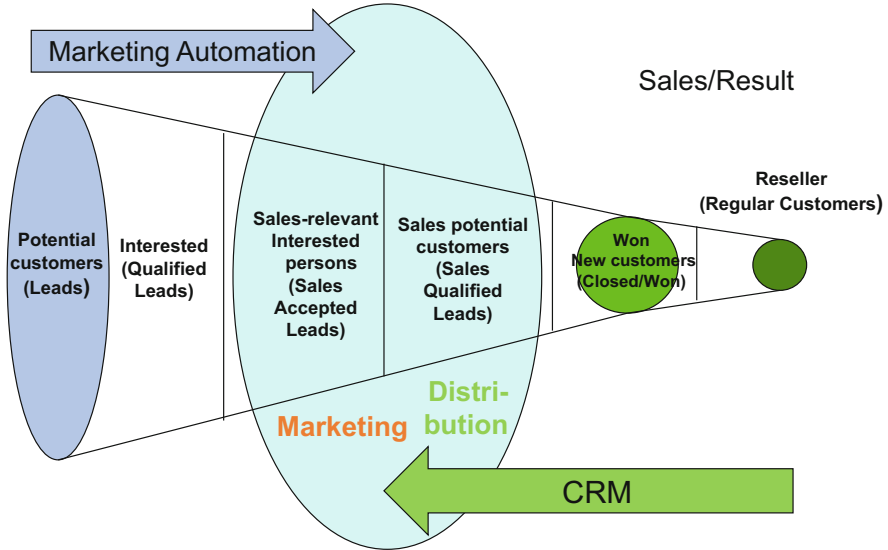 Marketing Automation
Sales/Result
Potential
customers
(Leads)
Interested
(Qualified
Leads)
Sales-relevant
Interested
persons
(Sales
Accepted
Leads)
Sales potential
customers
(Sales
Qualified
Leads)
Won
New customers
(Closed/Won)
Reseller
(Regular Customers)
Marketing
Distri-
bution
CRM